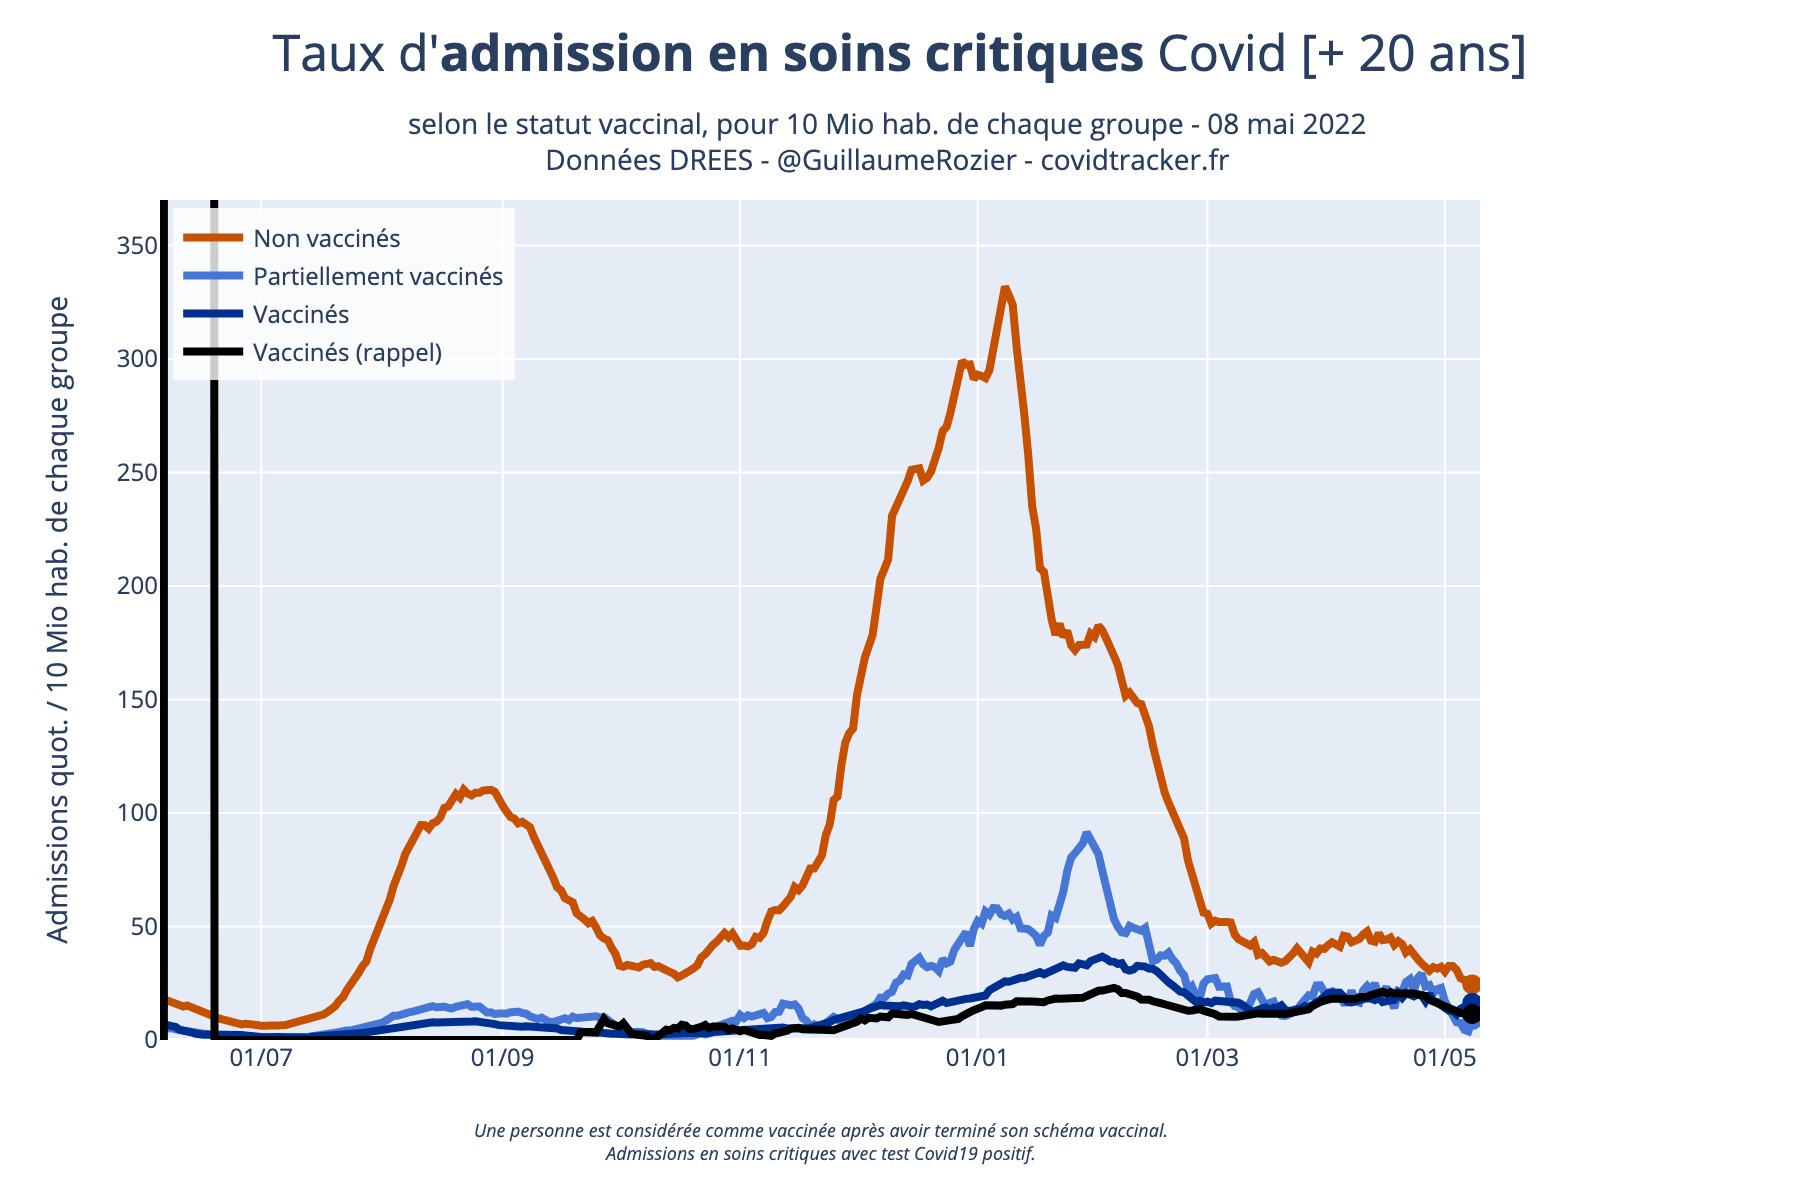 Taux d'admission en soins critiques Covid [+ 20 ans]
selon le statut vaccinal, pour 10 Mio hab. de chaque groupe - 08 mai 2022
Données DREES - @GuillaumeRozier - covidtracker.fr
Non vaccinés
Partiellement vaccinés
Vaccinés
Vaccinés (rappel)
Admissions quot. / 10 Mio hab. de chaque groupe
350
300
250
200
150
100
50
0
01/07
01/09
01/11
01/01
01/03
01/05
Une personne est considérée comme vaccinée après avoir terminé son schéma vaccinal.
Admissions en soins critiques avec test Covid19 positif.